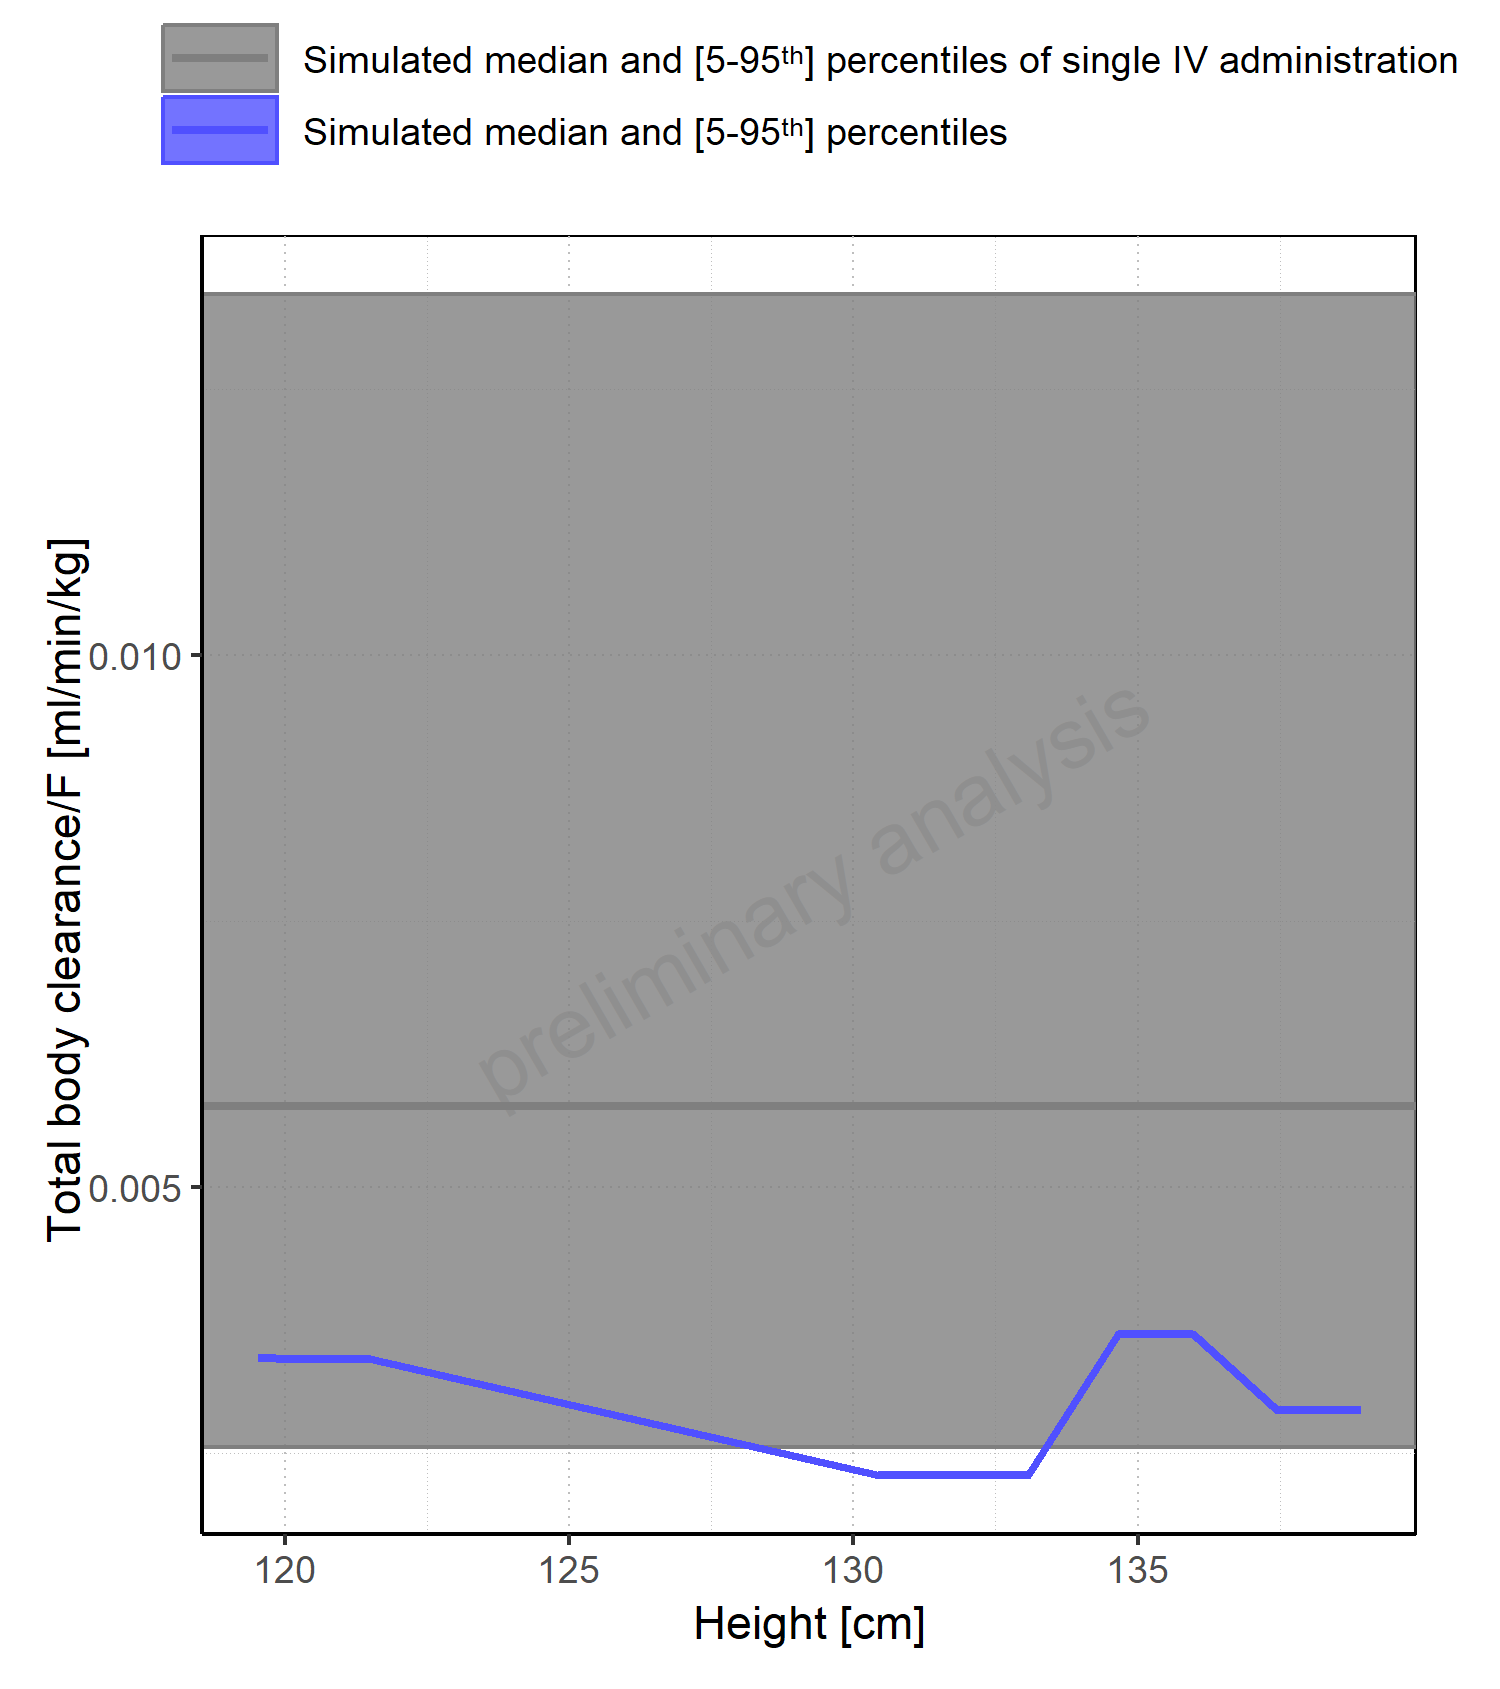 Simulated median and [5-95th] percentiles of single IV administration
Simulated median and [5-95th] percentiles
Total body clearance/F [ml/min/kg]
0.010
0.005
preliminary analysis
120 125 130 135
Height [cm]